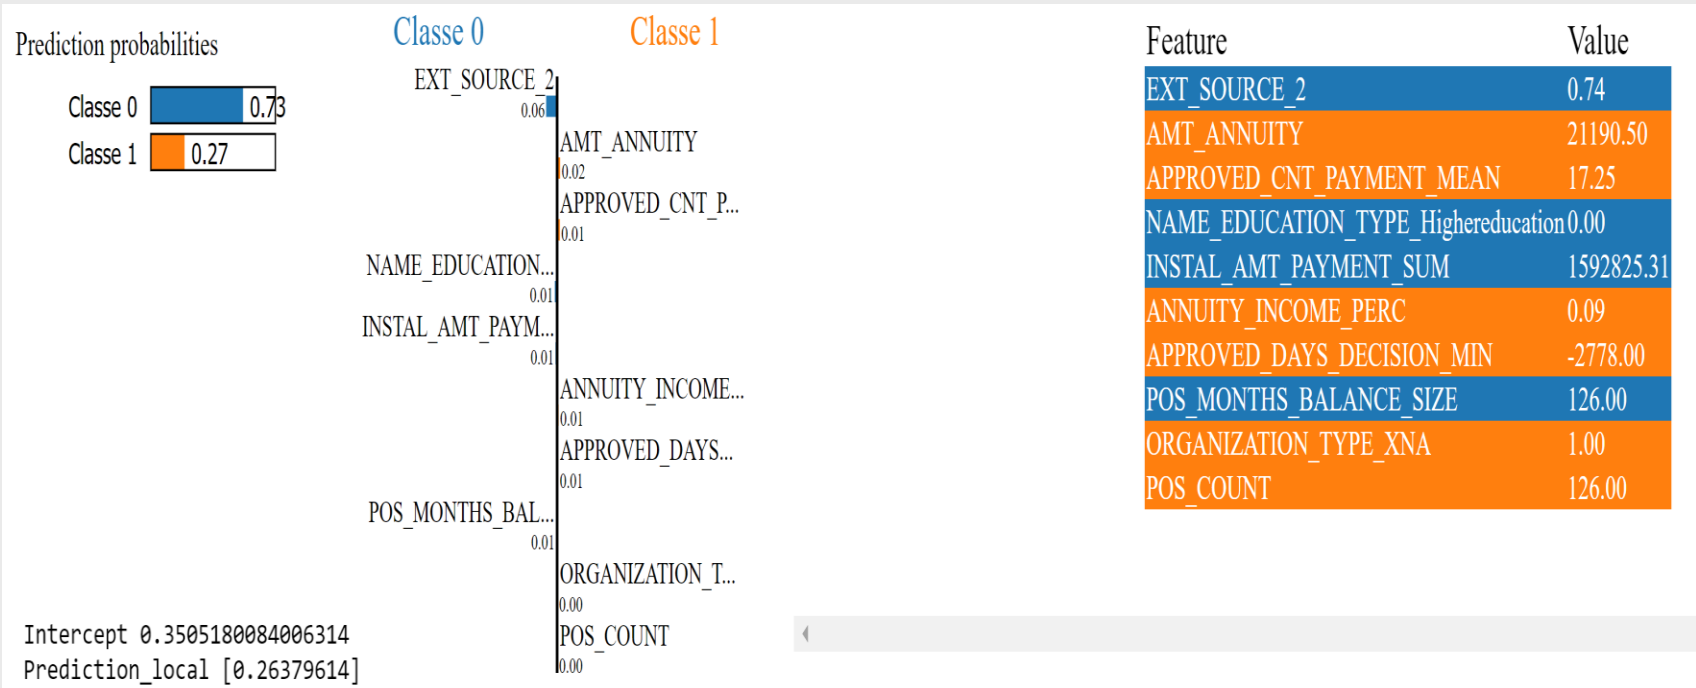 Prediction probabilities
Classe 0 0.73
Classe 1 0.27
Classe 0 Classe 1
EXT_SOURCE_2
0.06
AMT_ANNUITY
0.02
APPROVED_CNT_P...
0.01
NAME_EDUCATION...
0.01
INSTAL_AMT_PAYM...
0.01
ANNUITY_INCOME...
0.01
APPROVED_DAYS...
0.01
POS_MONTHS_BAL...
0.01
ORGANIZATION_T...
0.00
POS_COUNT
0.00
Feature Value
EXT_SOURCE_2 0.74
AMT_ANNUITY 21190.50
APPROVED_CNT_PAYMENT_MEAN 17.25
NAME_EDUCATION_TYPE_Highereducation 0.00
INSTAL_AMT_PAYMENT_SUM 1592825.31
ANNUITY_INCOME_PERC 0.09
APPROVED_DAYS_DECISION_MIN -2778.00
POS_MONTHS_BALANCE_SIZE 126.00
ORGANIZATION_TYPE_XNA 1.00
POS_COUNT 126.00
Intercept 0.3505180084006314
Prediction_local [0.26379614]